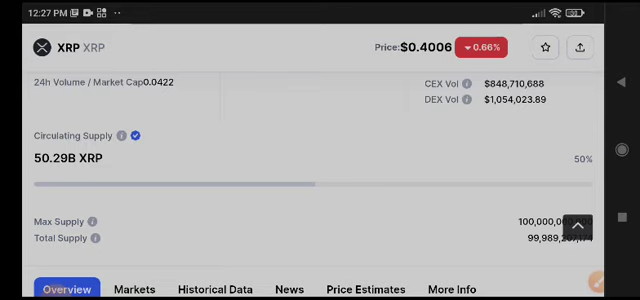 12:27 PM
XRP XRP
Price: $0.4006 0.66%
24h Volume / Market Cap 0.0422
CEX Vol $848,710,688
DEX Vol $1,054,023.89
Circulating Supply
50.29B XRP
50%
Max Supply
Total Supply
Overview Markets Historical Data News Price Estimates More Info